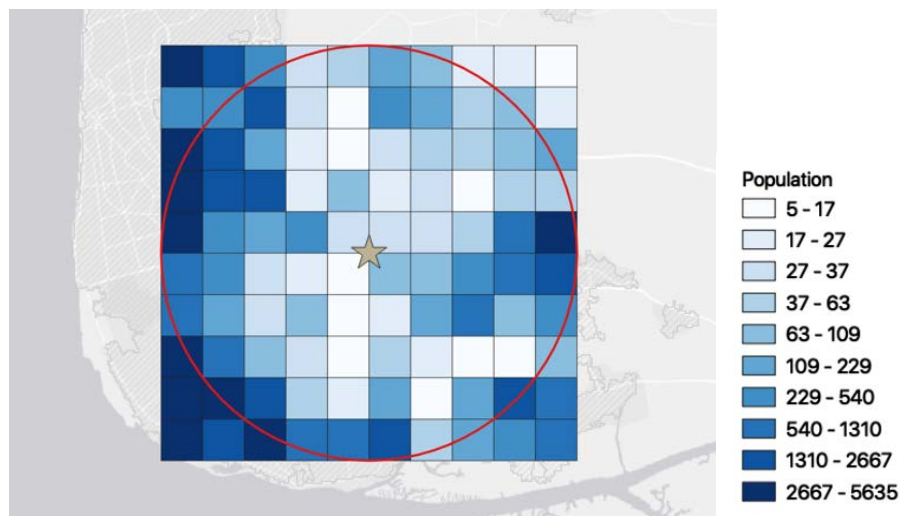 Population
5 - 17
17 - 27
27 - 37
37 - 63
63 - 109
109 - 229
229 - 540
540 - 1310
1310 - 2667
2667 - 5635